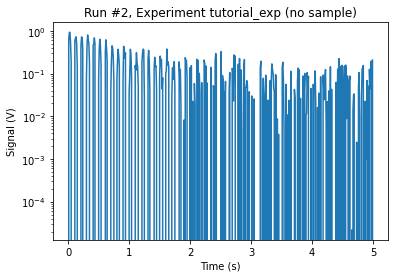 Run #2, Experiment tutorial_exp (no sample)
Signal (V)
10⁰
10⁻¹
10⁻²
10⁻³
10⁻⁴
0 1 2 3 4 5
Time (s)